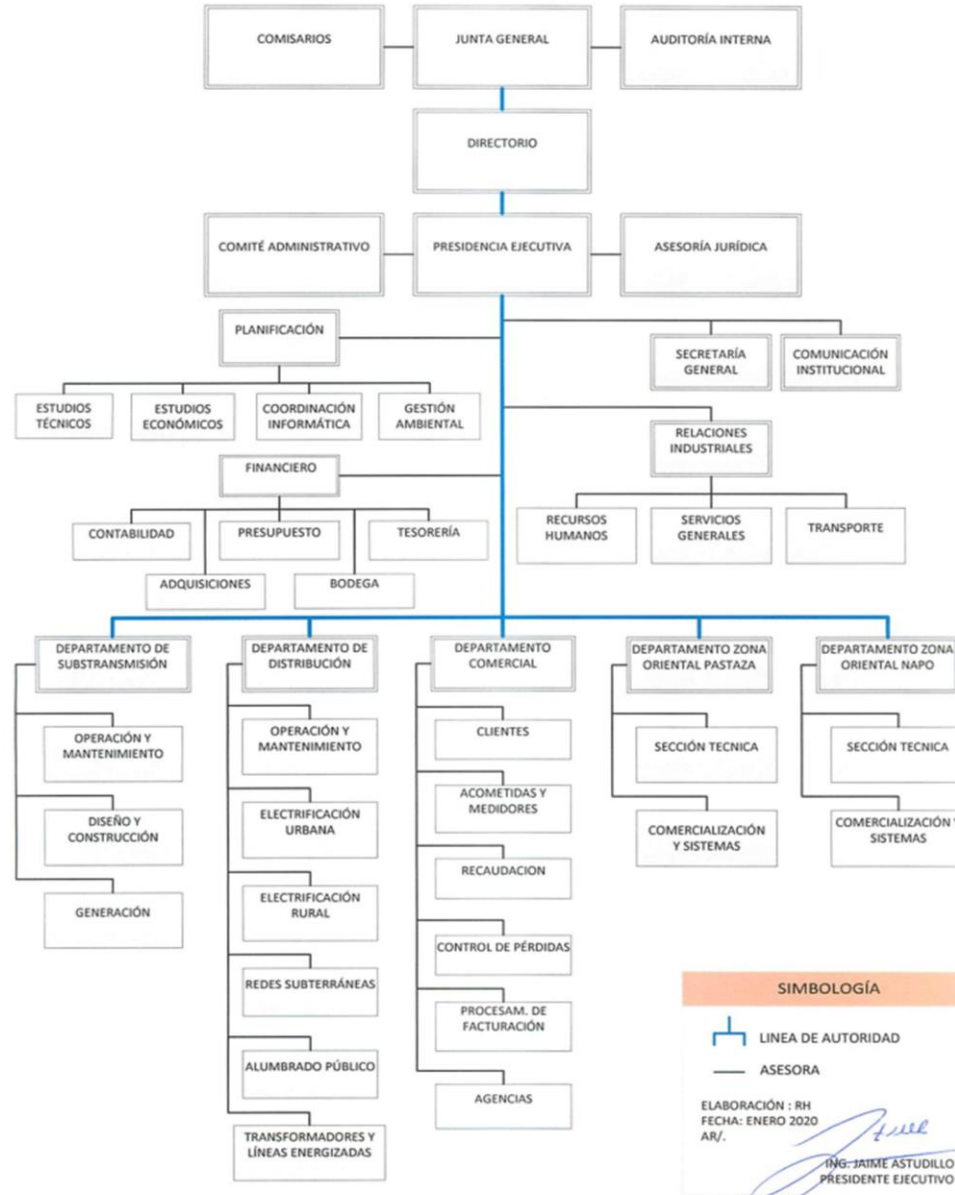 COMISARIOS
JUNTA GENERAL
AUDITORÍA INTERNA
DIRECTORIO
COMITÉ ADMINISTRATIVO
PRESIDENCIA EJECUTIVA
ASESORÍA JURÍDICA
PLANIFICACIÓN
SECRETARÍA
GENERAL
COMUNICACIÓN
INSTITUCIONAL
ESTUDIOS
TÉCNICOS
ESTUDIOS
ECONÓMICOS
COORDINACIÓN
INFORMÁTICA
GESTIÓN
AMBIENTAL
RELACIONES
INDUSTRIALES
FINANCIERO
CONTABILIDAD
PRESUPUESTO
TESORERÍA
ADQUISICIONES
BODEGA
RECURSOS
HUMANOS
SERVICIOS
GENERALES
TRANSPORTE
DEPARTAMENTO DE
SUBSTRANSMISIÓN
OPERACIÓN Y
MANTENIMIENTO
DISEÑO Y
CONSTRUCCIÓN
GENERACIÓN
DEPARTAMENTO DE
DISTRIBUCIÓN
OPERACIÓN Y
MANTENIMIENTO
ELECTRIFICACIÓN
URBANA
ELECTRIFICACIÓN
RURAL
REDES SUBTERRÁNEAS
ALUMBRADO PÚBLICO
TRANSFORMADORES Y
LÍNEAS ENERGIZADAS
DEPARTAMENTO
COMERCIAL
CLIENTES
ACOMETIDAS Y
MEDIDORES
RECAUDACION
CONTROL DE PÉRDIDAS
PROCESAM. DE
FACTURACIÓN
AGENCIAS
DEPARTAMENTO ZONA
ORIENTAL PASTAZA
SECCIÓN TECNICA
COMERCIALIZACIÓN
Y SISTEMAS
DEPARTAMENTO ZONA
ORIENTAL NAPO
SECCIÓN TECNICA
COMERCIALIZACIÓN Y
SISTEMAS
SIMBOLOGÍA
LINEA DE AUTORIDAD
ASESORA
ELABORACIÓN : RH
FECHA: ENERO 2020
AR/.
ING. JAIME ASTUDILLO
PRESIDENTE EJECUTIVO